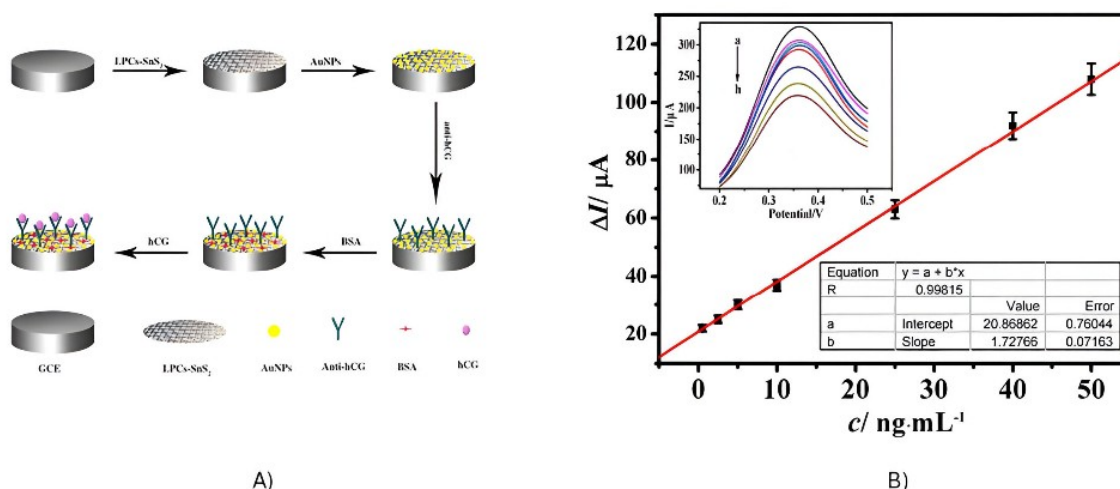 LPCs-SnS₂
AuNPs
anti-hCG
BSA
hCG
GCE
LPCs-SnS₂
AuNPs
Anti-hCG
BSA
hCG
A)
ΔI/ μA
120
100
80
60
40
20
0
10
20
30
40
50
c/ ng·mL⁻¹
I/μA
300
250
200
150
100
a
h
0.2
0.3
0.4
0.5
Potential/V
Equation y = a + b*x
R 0.99815
Value Error
a Intercept 20.86862 0.76044
b Slope 1.72766 0.07163
B)